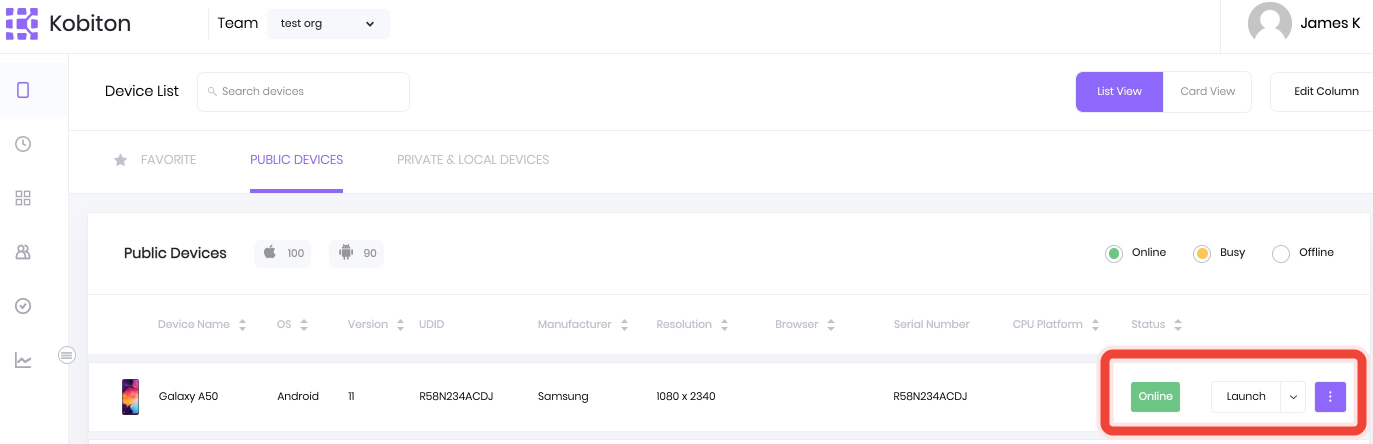 Kobiton Team test org James K
Device List Search devices List View Card View Edit Column
FAVORITE PUBLIC DEVICES PRIVATE & LOCAL DEVICES
Public Devices 100 90 Online Busy Offline
Device Name OS Version UDID Manufacturer Resolution Browser Serial Number CPU Platform Status
Galaxy A50 Android 11 R58N234ACDJ Samsung 1080 x 2340 R58N234ACDJ Online Launch